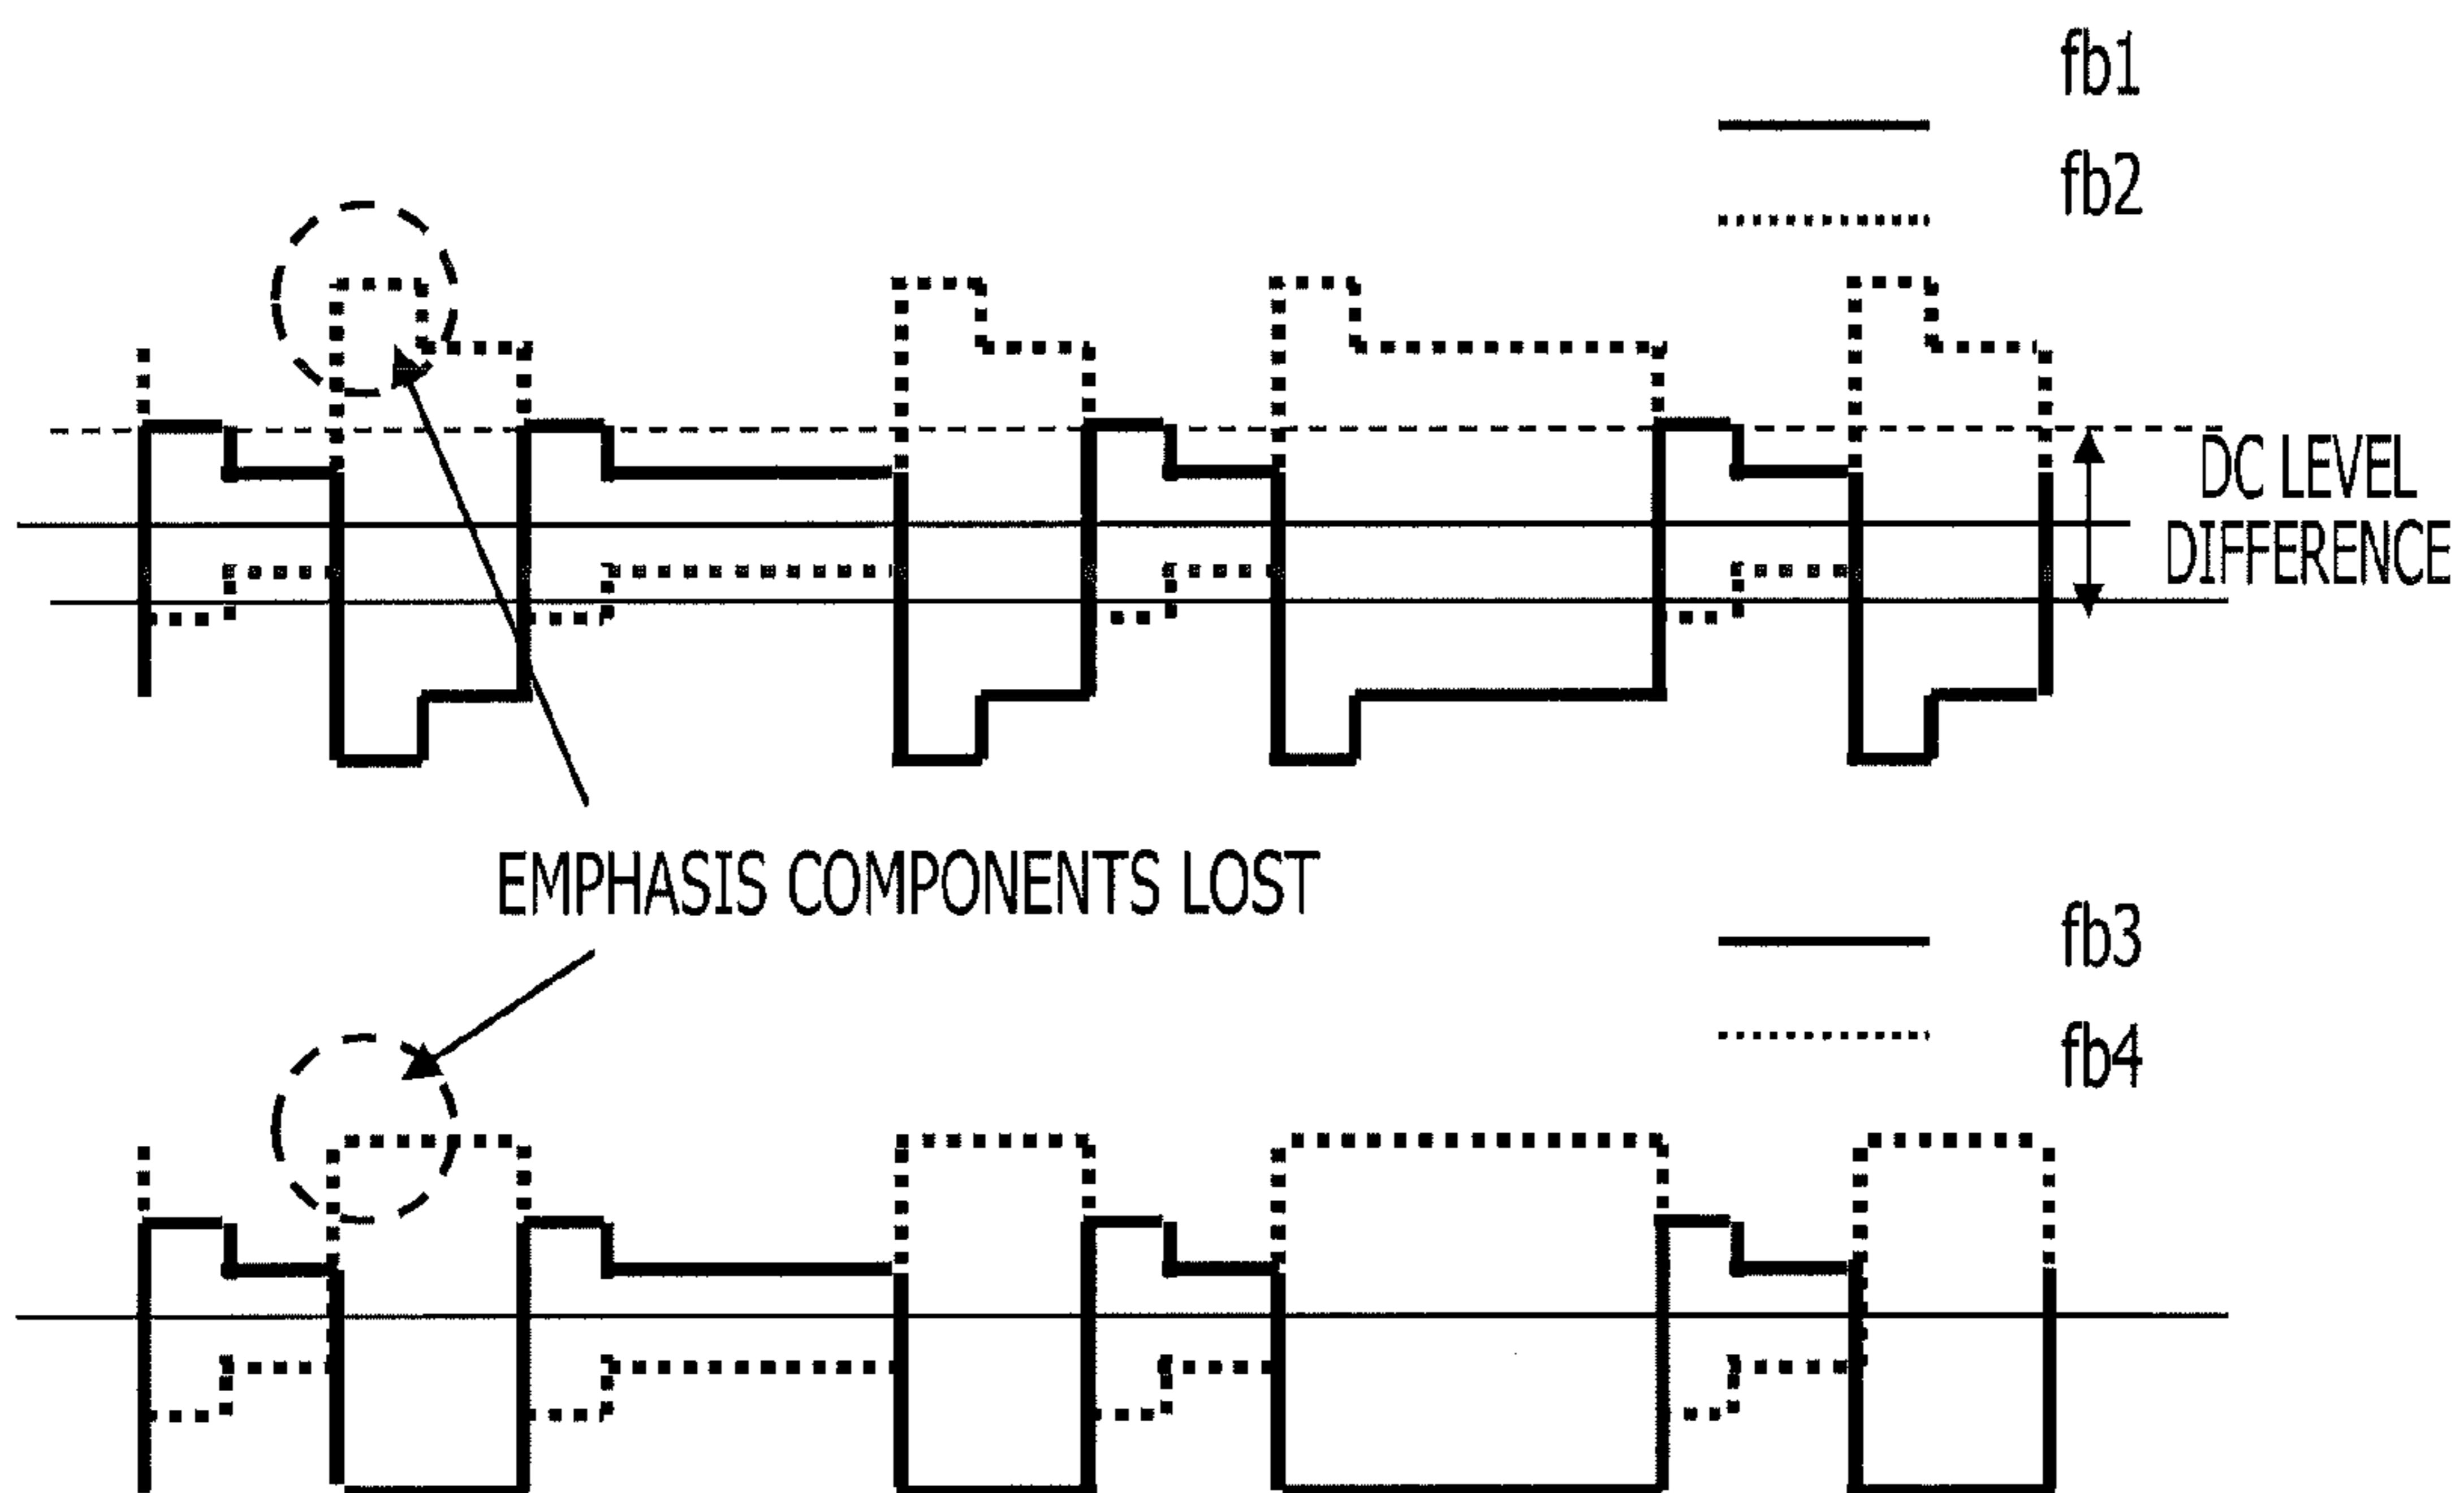 fb1
fb2
DC LEVEL
DIFFERENCE
EMPHASIS COMPONENTS LOST
fb3
fb4